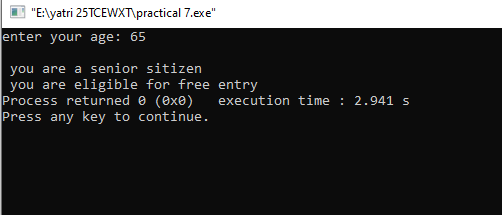 "E:\yatri 25TCEWXT\practical 7.exe"
enter your age: 65
you are a senior sitizen
you are eligible for free entry
Process returned 0 (0x0)   execution time : 2.941 s
Press any key to continue.